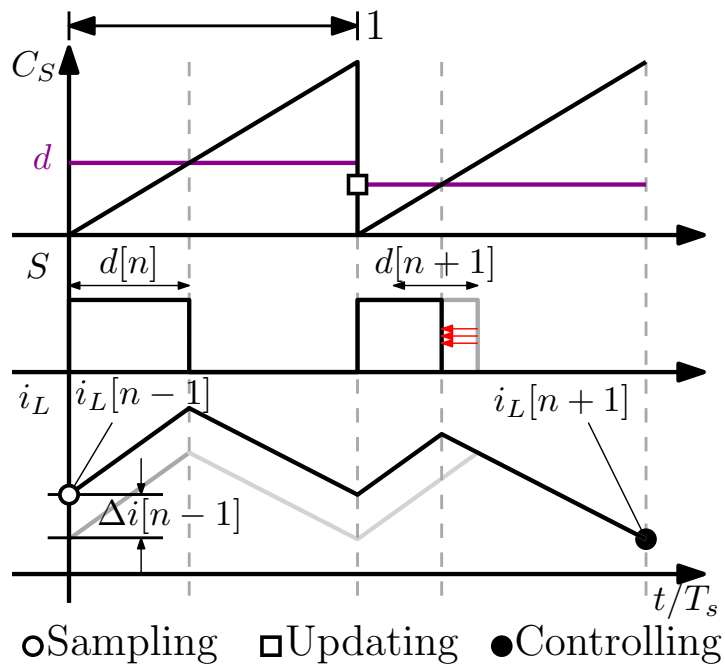 1
C_S
d
S
d[n]
d[n + 1]
i_L
i_L[n − 1]
i_L[n + 1]
Δi[n − 1]
t/T_s
Sampling
Updating
Controlling